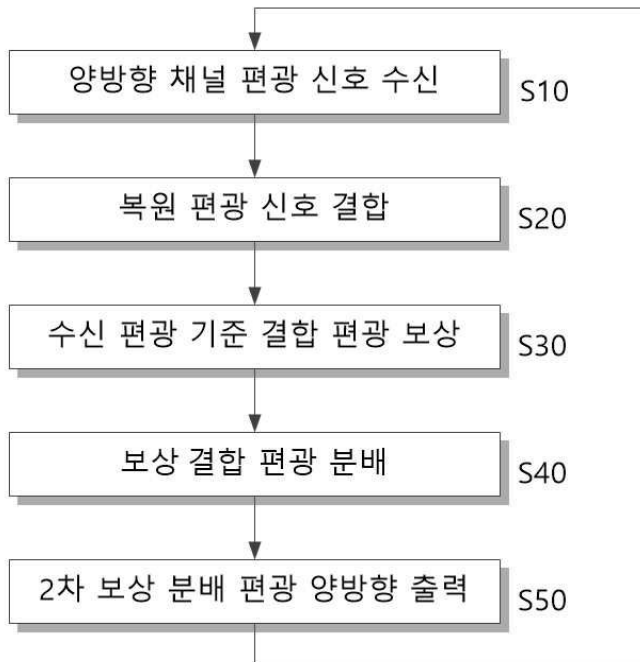 양방향 채널 편광 신호 수신
S10
복원 편광 신호 결합
S20
수신 편광 기준 결합 편광 보상
S30
보상 결합 편광 분배
S40
2차 보상 분배 편광 양방향 출력
S50